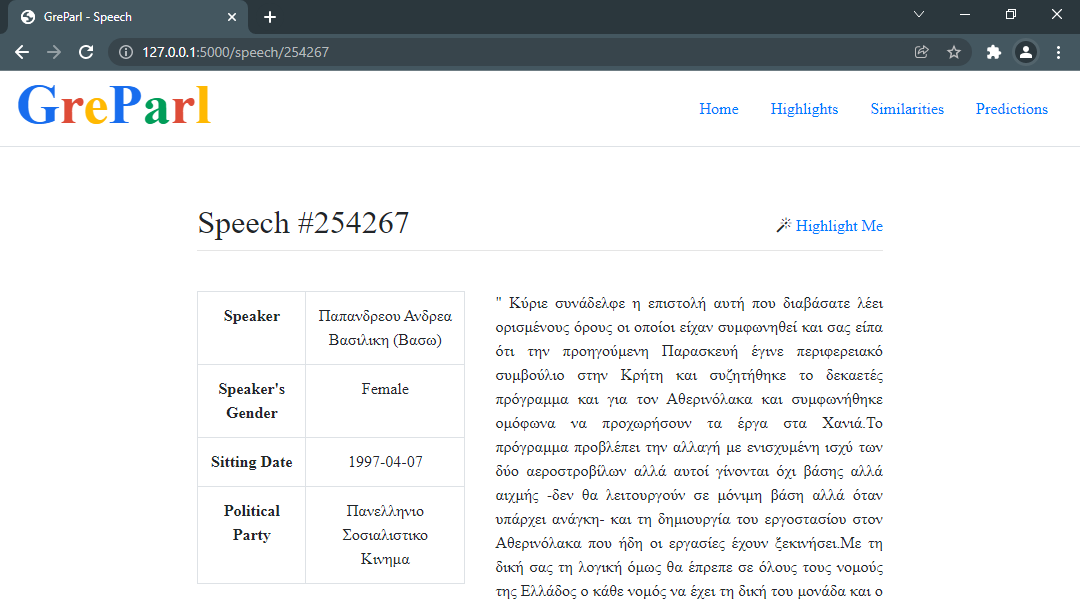 GreParl - Speech
127.0.0.1:5000/speech/254267
GreParl
Home Highlights Similarities Predictions
Speech #254267
Highlight Me
Speaker
Παπανδρεου Ανδρεα
Βασιλικη (Βασω)
Speaker's
Gender
Female
Sitting Date
1997-04-07
Political
Party
Πανελληνιο
Σοσιαλιστικο
Κινημα
" Κύριε συνάδελφε η επιστολή αυτή που διαβάσατε λέει
ορισμένους όρους οι οποίοι είχαν συμφωνηθεί και σας είπα
ότι την προηγούμενη Παρασκευή έγινε περιφερειακό
συμβούλιο στην Κρήτη και συζητήθηκε το δεκαετές
πρόγραμμα και για τον Αθερινόλακα και συμφωνήθηκε
ομόφωνα να προχωρήσουν τα έργα στα Χανιά.Το
πρόγραμμα προβλέπει την αλλαγή με ενισχυμένη ισχύ των
δύο αεροστροβίλων αλλά αυτοί γίνονται όχι βάσης αλλά
αιχμής -δεν θα λειτουργούν σε μόνιμη βάση αλλά όταν
υπάρχει ανάγκη- και τη δημιουργία του εργοστασίου στον
Αθερινόλακα που ήδη οι εργασίες έχουν ξεκινήσει.Με τη
δική σας τη λογική όμως θα έπρεπε σε όλους τους νομούς
της Ελλάδος ο κάθε νομός να έχει τη δική του μονάδα και ο